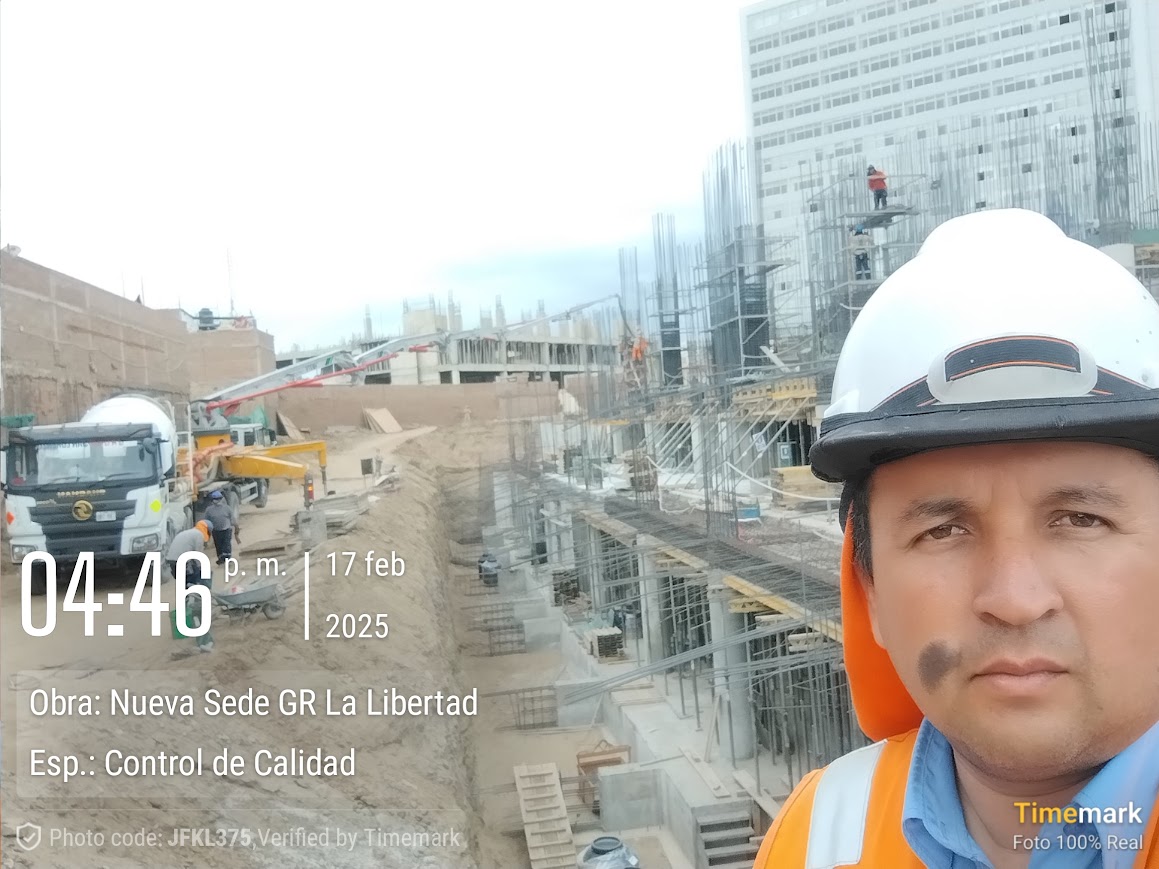 04:46 p. m.
17 feb
2025
Obra: Nueva Sede GR La Libertad
Esp.: Control de Calidad
Photo code: JFKL375, Verified by Timemark
Timemark
Foto 100% Real